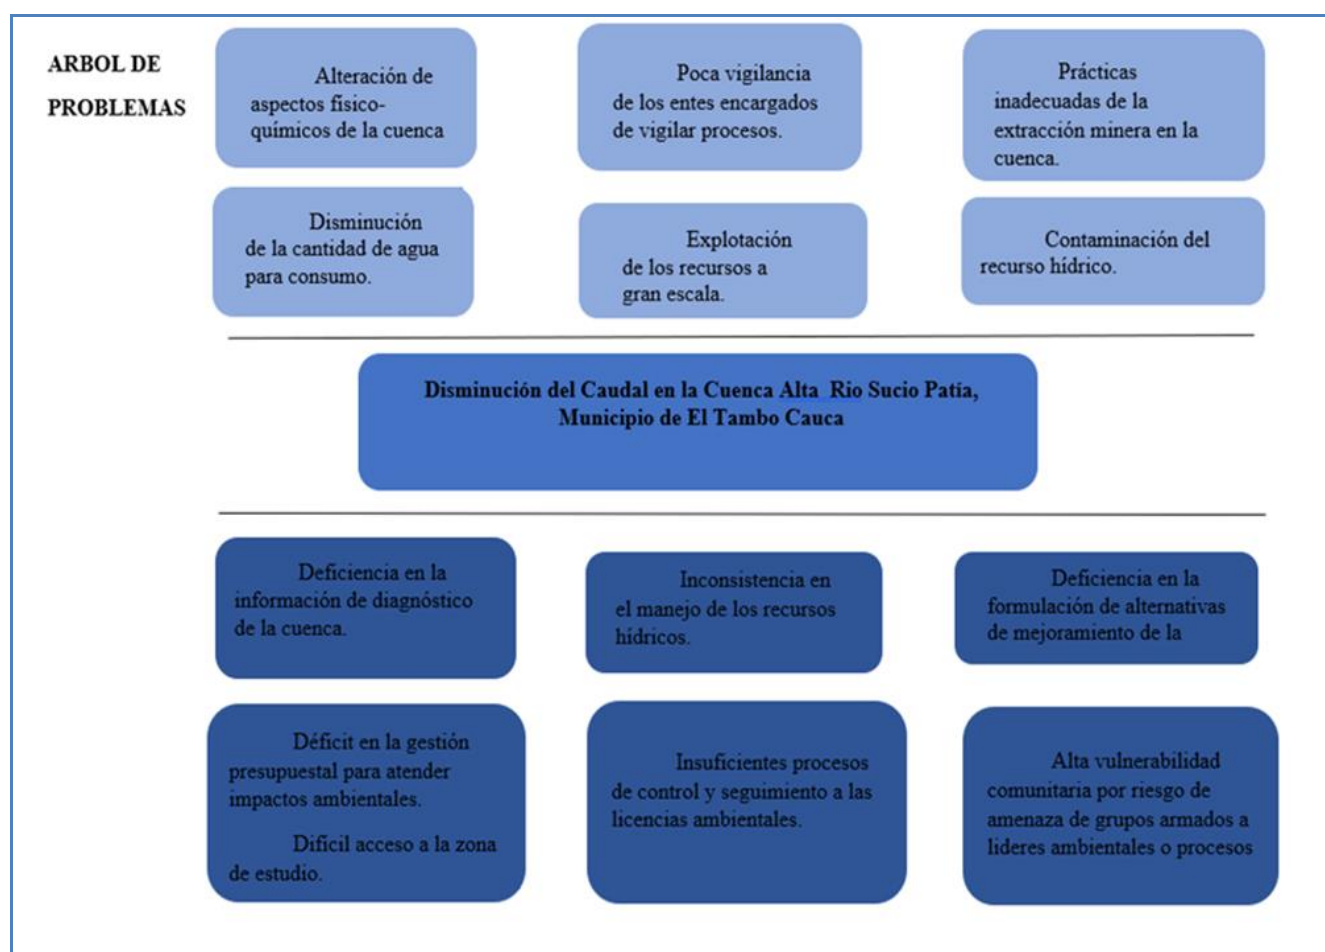 ARBOL DE
PROBLEMAS
Alteración de
aspectos físico-
químicos de la cuenca
Poca vigilancia
de los entes encargados
de vigilar procesos.
Prácticas
inadecuadas de la
extracción minera en la
cuenca.
Disminución
de la cantidad de agua
para consumo.
Explotación
de los recursos a
gran escala.
Contaminación del
recurso hídrico.
Disminución del Caudal en la Cuenca Alta Rio Sucio Patía,
Municipio de El Tambo Cauca
Deficiencia en la
información de diagnóstico
de la cuenca.
Inconsistencia en
el manejo de los recursos
hídricos.
Deficiencia en la
formulación de alternativas
de mejoramiento de la
Déficit en la gestión
presupuestal para atender
impactos ambientales.
Difícil acceso a la zona
de estudio.
Insuficientes procesos
de control y seguimiento a las
licencias ambientales.
Alta vulnerabilidad
comunitaria por riesgo de
amenaza de grupos armados a
lideres ambientales o procesos